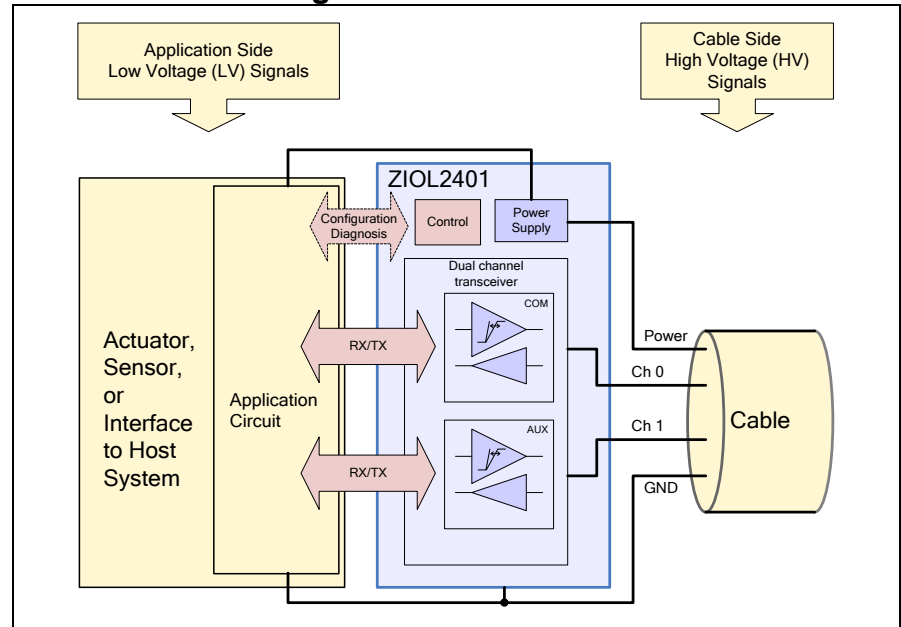 Application Side
Low Voltage (LV) Signals
Cable Side
High Voltage (HV)
Signals
ZIOL2401
Configuration
Diagnosis
Control
Power
Supply
Dual channel
transceiver
COM
Actuator,
Sensor,
or
Interface
to Host
System
Application
Circuit
RX/TX
Power
Ch 0
AUX
Ch 1
Cable
RX/TX
GND